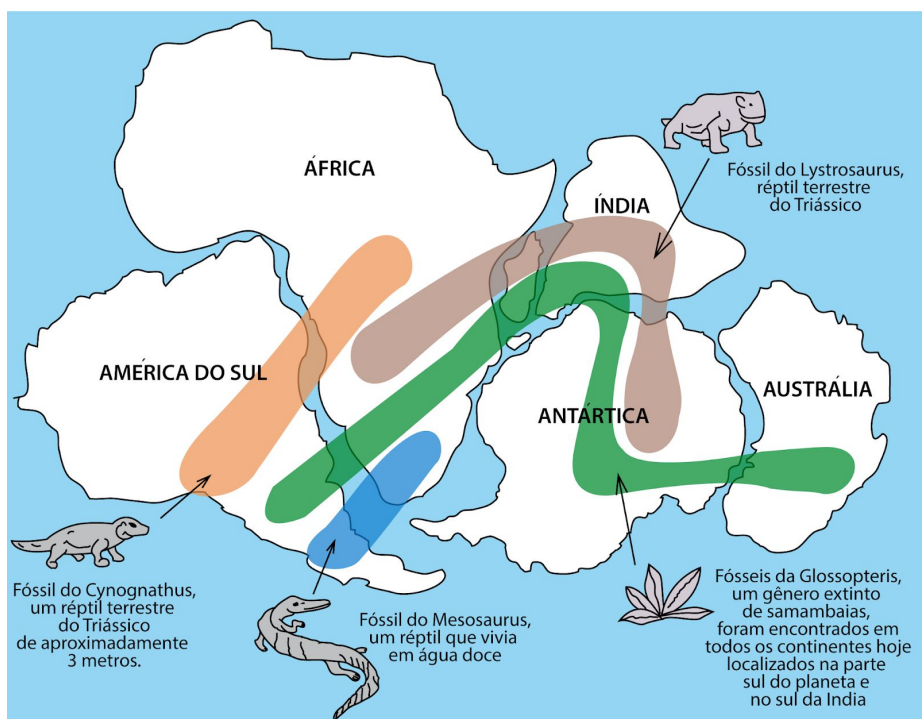 ÁFRICA
ÍNDIA
Fóssil do Lystrosaurus,
réptil terrestre
do Triássico
AMÉRICA DO SUL
ANTÁRTICA
AUSTRÁLIA
Fóssil do Cynognathus,
um réptil terrestre
do Triássico
de aproximadamente
3 metros.
Fóssil do Mesosaurus,
um réptil que vivia
em água doce
Fósseis da Glossopteris,
um gênero extinto
de samambaias,
foram encontrados em
todos os continentes hoje
localizados na parte
sul do planeta e
no sul da India